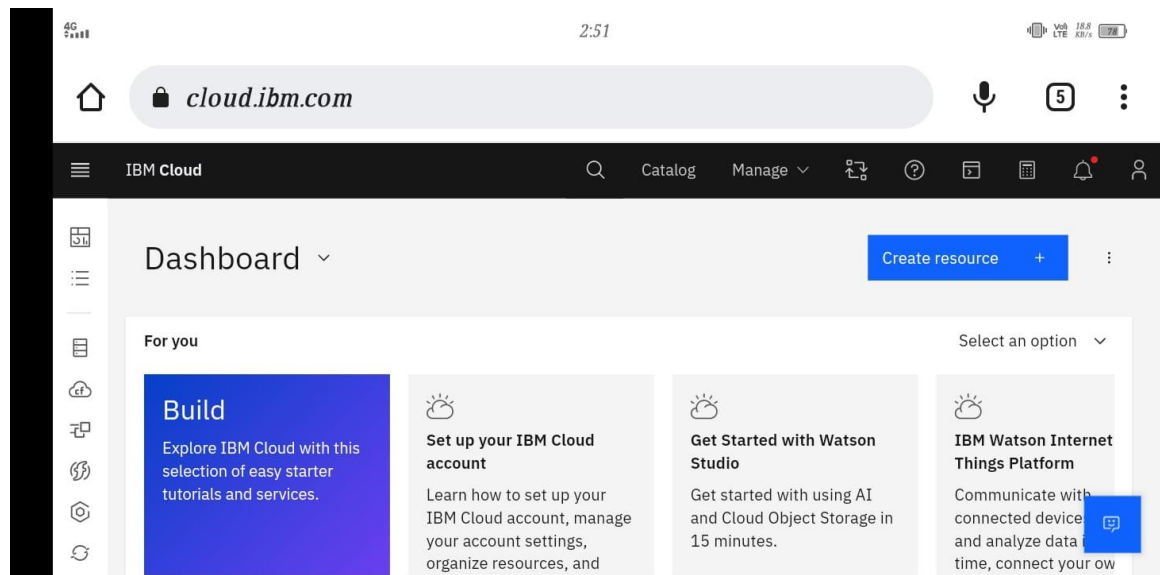 4G
2:51
Vo)) LTE 18.8 KB/s 78
cloud.ibm.com
5
IBM Cloud
Catalog
Manage
Dashboard
Create resource +
For you
Select an option
Build
Explore IBM Cloud with this
selection of easy starter
tutorials and services.
Set up your IBM Cloud
account
Learn how to set up your
IBM Cloud account, manage
your account settings,
organize resources, and
Get Started with Watson
Studio
Get started with using AI
and Cloud Object Storage in
15 minutes.
IBM Watson Internet
Things Platform
Communicate with
connected device
and analyze data i
time, connect your ow